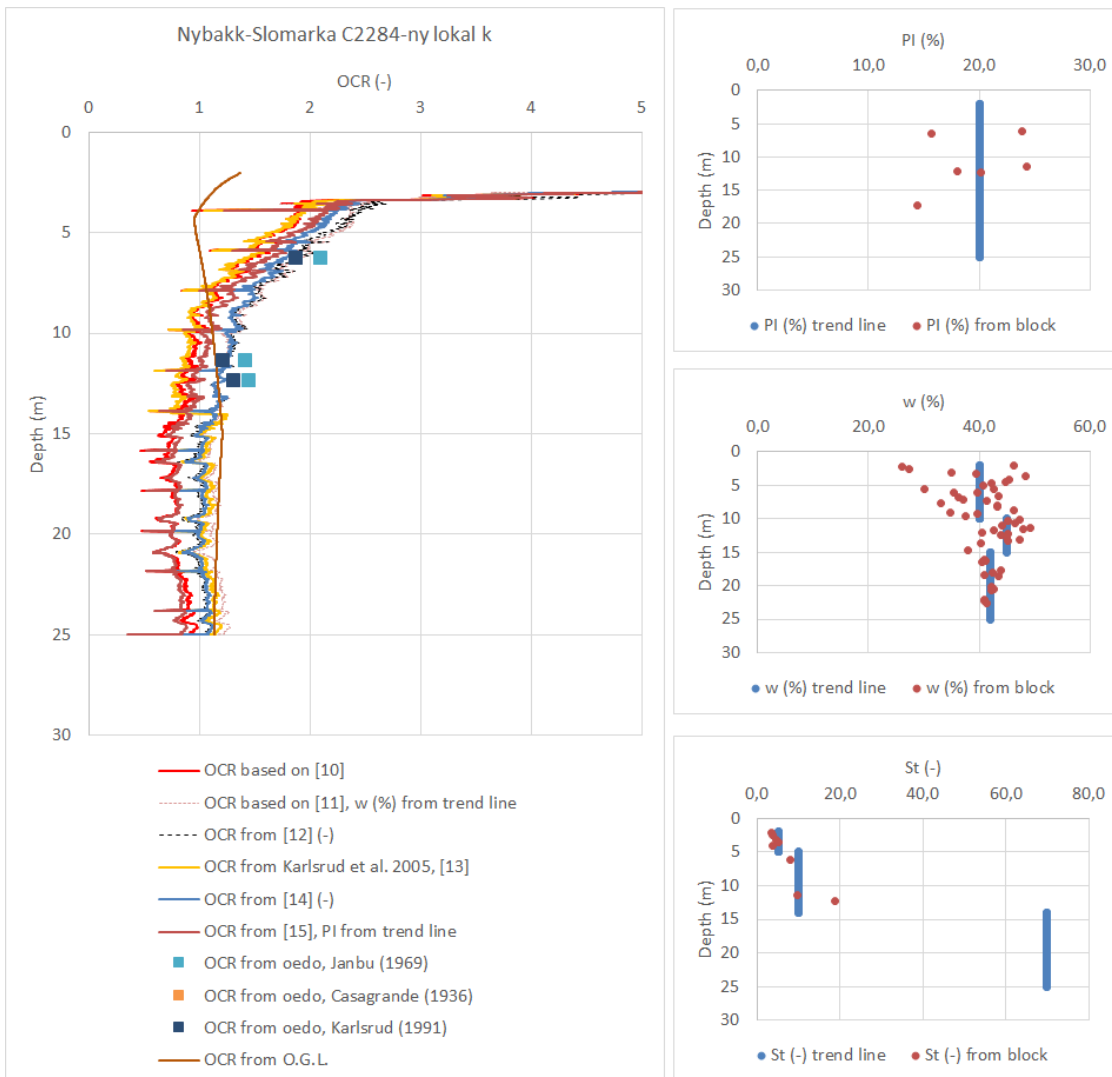 Nybakk-Slomarka C2284-ny lokal k
OCR (-)
0 1 2 3 4 5
0
5
10
15
20
25
30
Depth (m)
OCR based on [10]
OCR based on [11], w (%) from trend line
OCR from [12] (-)
OCR from Karlsrud et al. 2005, [13]
OCR from [14] (-)
OCR from [15], PI from trend line
OCR from oedo, Janbu (1969)
OCR from oedo, Casagrande (1936)
OCR from oedo, Karlsrud (1991)
OCR from O.G.L.
PI (%)
0,0 10,0 20,0 30,0
0
5
10
15
20
25
30
Depth (m)
PI (%) trend line PI (%) from block
w (%)
0,0 20,0 40,0 60,0
0
5
10
15
20
25
30
Depth (m)
w (%) trend line w (%) from block
St (-)
0,0 20,0 40,0 60,0 80,0
0
5
10
15
20
25
30
Depth (m)
St (-) trend line St (-) from block